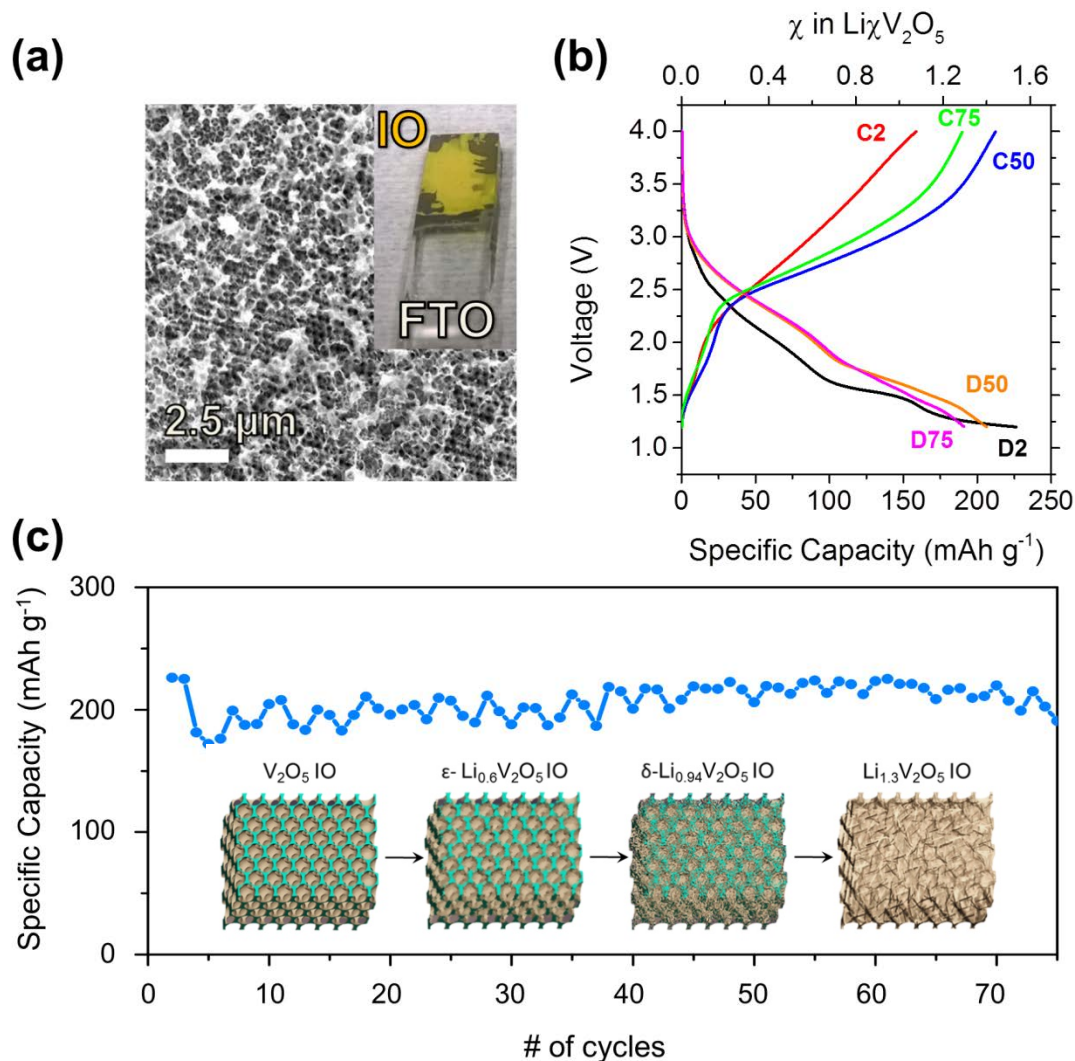 (a)
IO
FTO
2.5 μm
(b)
χ in LiχV₂O₅
0.0 0.4 0.8 1.2 1.6
C2
C75
C50
4.0
3.5
3.0
2.5
2.0
1.5
1.0
Voltage (V)
D50
D75
D2
0 50 100 150 200 250
Specific Capacity (mAh g⁻¹)
(c)
300
200
100
0
Specific Capacity (mAh g⁻¹)
V₂O₅ IO
ε- Li₀.₆V₂O₅ IO
δ-Li₀.₉₄V₂O₅ IO
Li₁.₃V₂O₅ IO
0 10 20 30 40 50 60 70
# of cycles